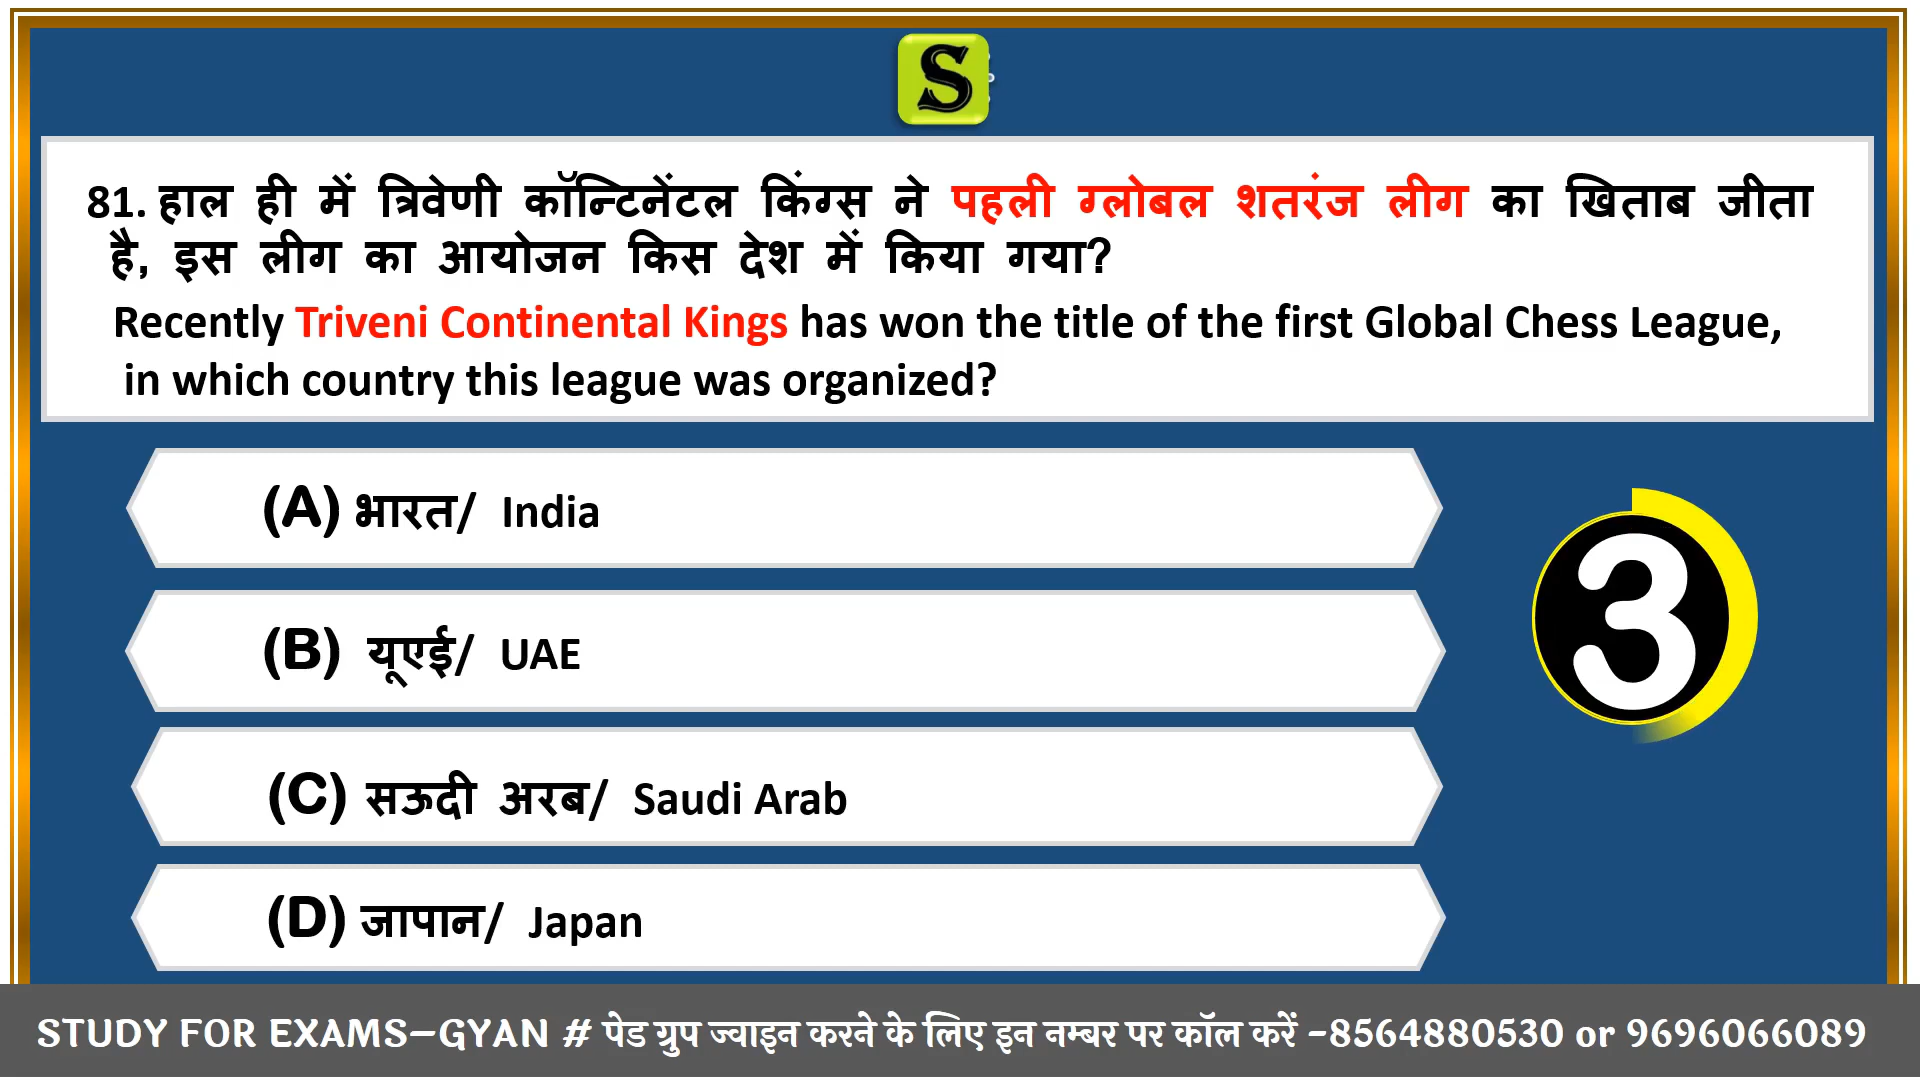 S
81. हाल ही में त्रिवेणी कॉन्टिनेंटल किंग्स ने पहली ग्लोबल शतरंज लीग का खिताब जीता
है, इस लीग का आयोजन किस देश में किया गया?
Recently Triveni Continental Kings has won the title of the first Global Chess League,
in which country this league was organized?
(A) भारत/ India
(B) यूएई/ UAE
3
(C) सऊदी अरब/ Saudi Arab
(D) जापान/ Japan
STUDY FOR EXAMS-GYAN # पेड ग्रुप ज्वाइन करने के लिए इन नम्बर पर कॉल करें -8564880530 or 9696066089